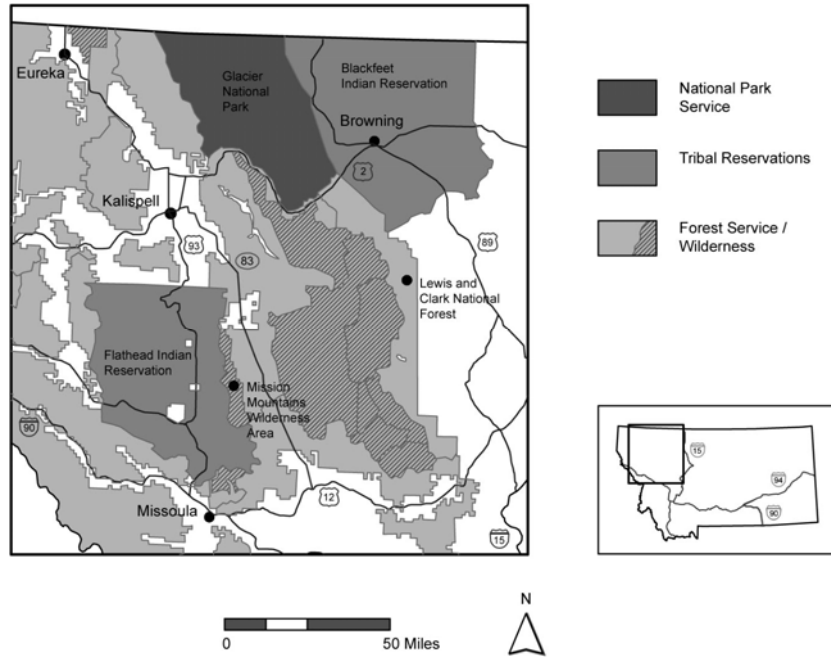 Eureka
Glacier
National
Park
Blackfeet
Indian Reservation
Browning
2
Kalispell
93
83
89
Lewis and
Clark National
Forest
Flathead Indian
Reservation
Mission
Mountains
Wilderness
Area
90
12
Missoula
15
National Park
Service
Tribal Reservations
Forest Service /
Wilderness
15
94
90
N
0
50 Miles